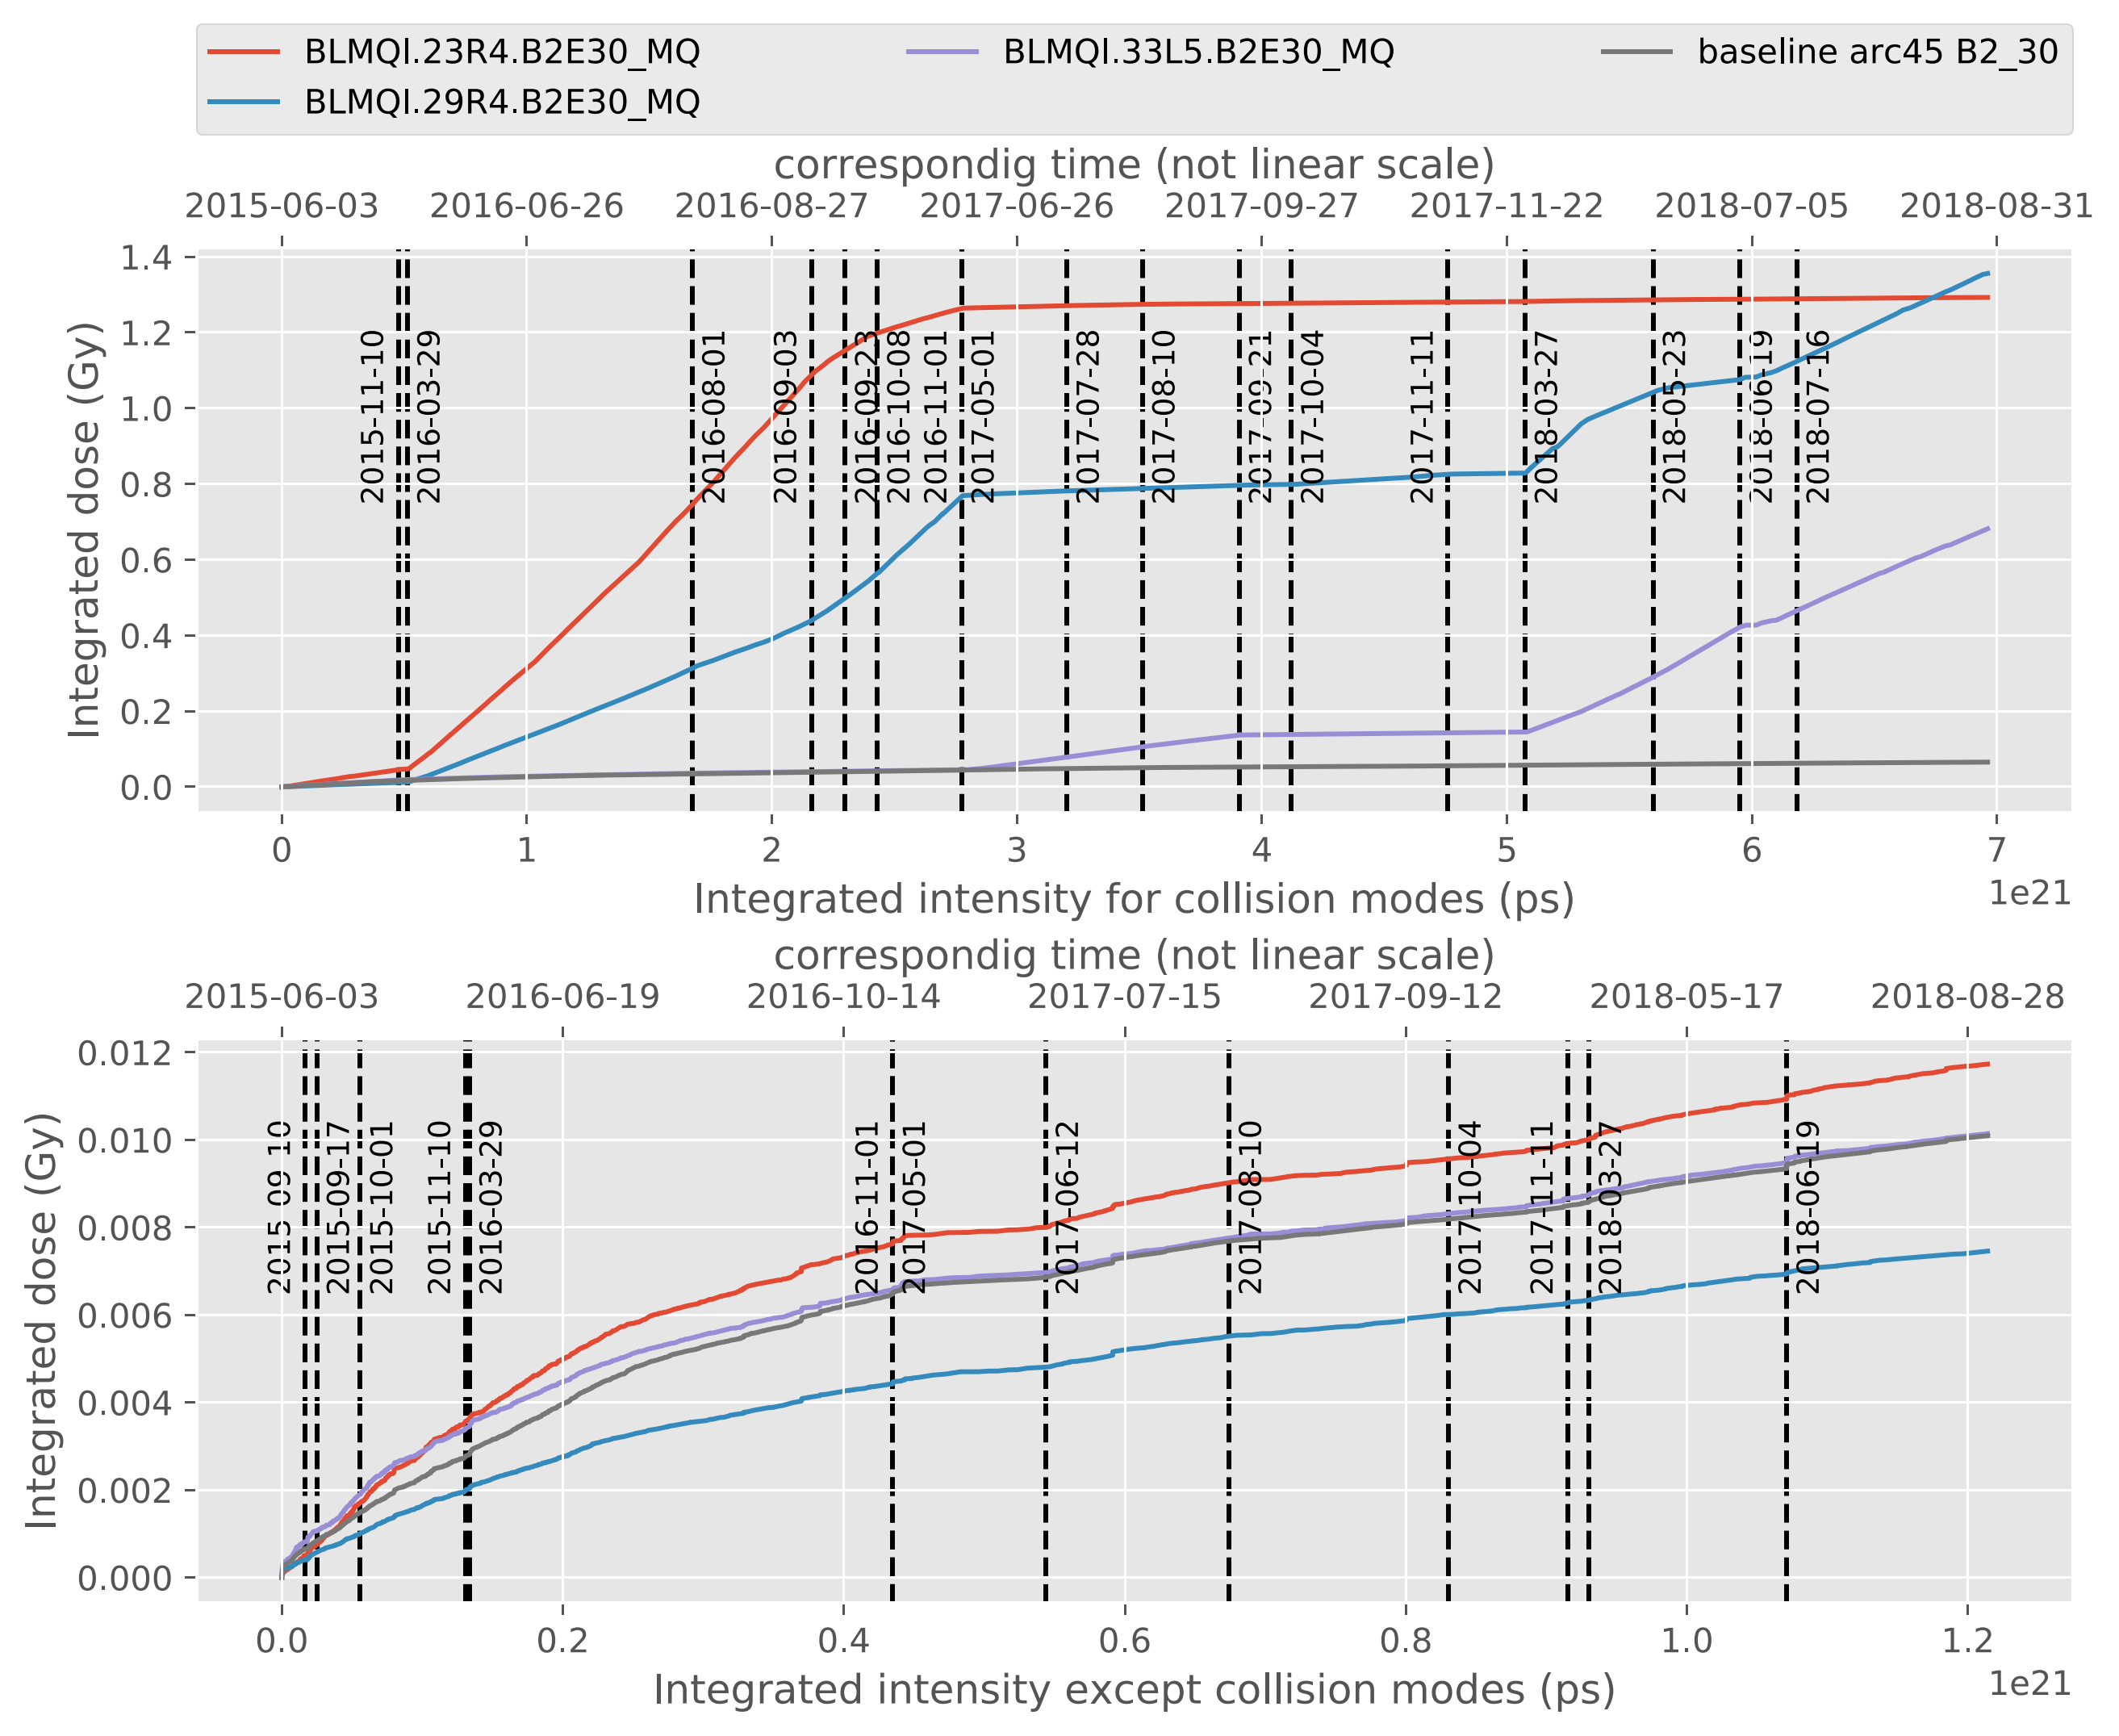 BLMQI.23R4.B2E30_MQ
BLMQI.29R4.B2E30_MQ
BLMQI.33L5.B2E30_MQ
baseline arc45 B2_30
correspondig time (not linear scale)
2015-06-03 2016-06-26 2016-08-27 2017-06-26 2017-09-27 2017-11-22 2018-07-05 2018-08-31
Integrated dose (Gy)
1.4
1.2
1.0
0.8
0.6
0.4
0.2
0.0
2015-11-10
2016-03-29
2016-08-01
2016-09-03
2016-09-23
2016-10-08
2016-11-01
2017-05-01
2017-07-28
2017-08-10
2017-09-21
2017-10-04
2017-11-11
2018-03-27
2018-05-23
2018-06-19
2018-07-16
0 1 2 3 4 5 6 7
1e21
Integrated intensity for collision modes (ps)
correspondig time (not linear scale)
2015-06-03 2016-06-19 2016-10-14 2017-07-15 2017-09-12 2018-05-17 2018-08-28
Integrated dose (Gy)
0.012
0.010
0.008
0.006
0.004
0.002
0.000
2015-09-10
2015-09-17
2015-10-01
2015-11-10
2016-03-29
2016-11-01
2017-05-01
2017-06-12
2017-08-10
2017-10-04
2017-11-11
2018-03-27
2018-06-19
0.0 0.2 0.4 0.6 0.8 1.0 1.2
1e21
Integrated intensity except collision modes (ps)